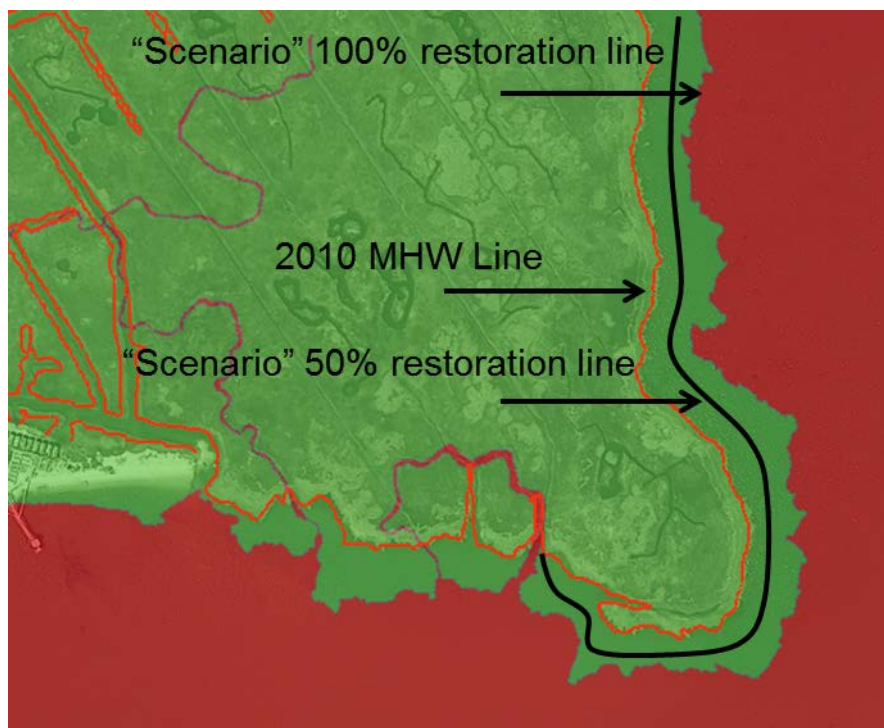 “Scenario” 100% restoration line
2010 MHW Line
“Scenario” 50% restoration line